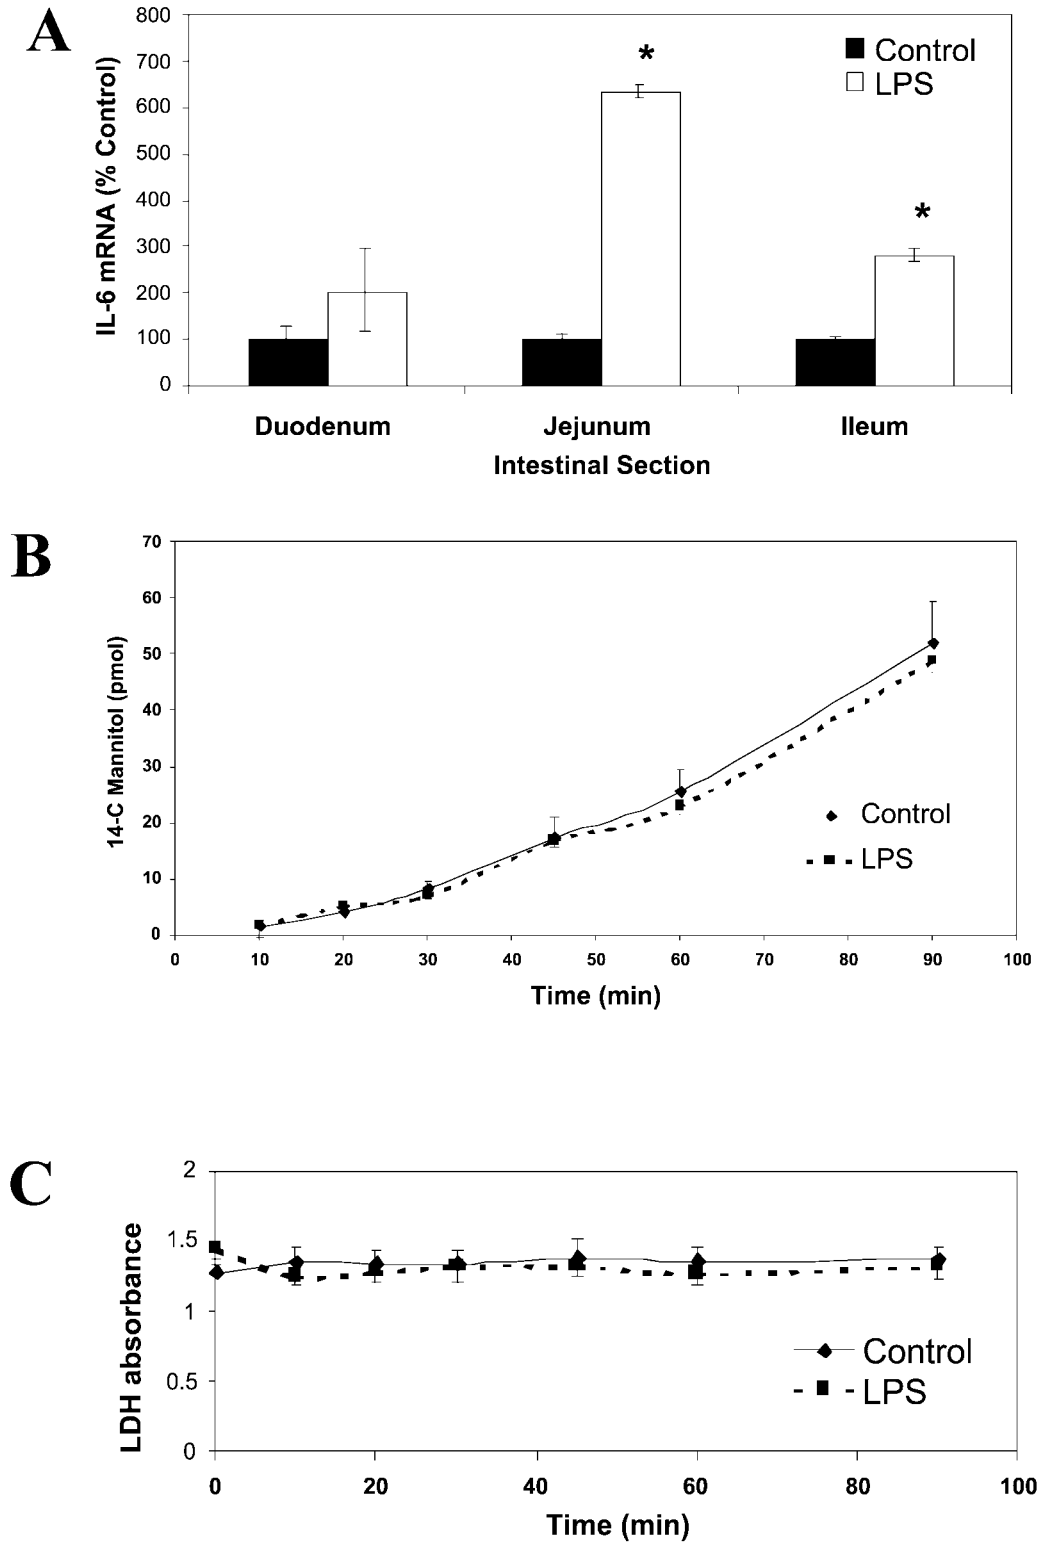 A
IL-6 mRNA (% Control)
800
700
600
500
400
300
200
100
0
*
*
Control
LPS
Duodenum Jejunum Ileum
Intestinal Section
B
14-C Mannitol (pmol)
70
60
50
40
30
20
10
0
Control
LPS
0 10 20 30 40 50 60 70 80 90 100
Time (min)
C
LDH absorbance
2
1.5
1
0.5
0
Control
LPS
0 20 40 60 80 100
Time (min)